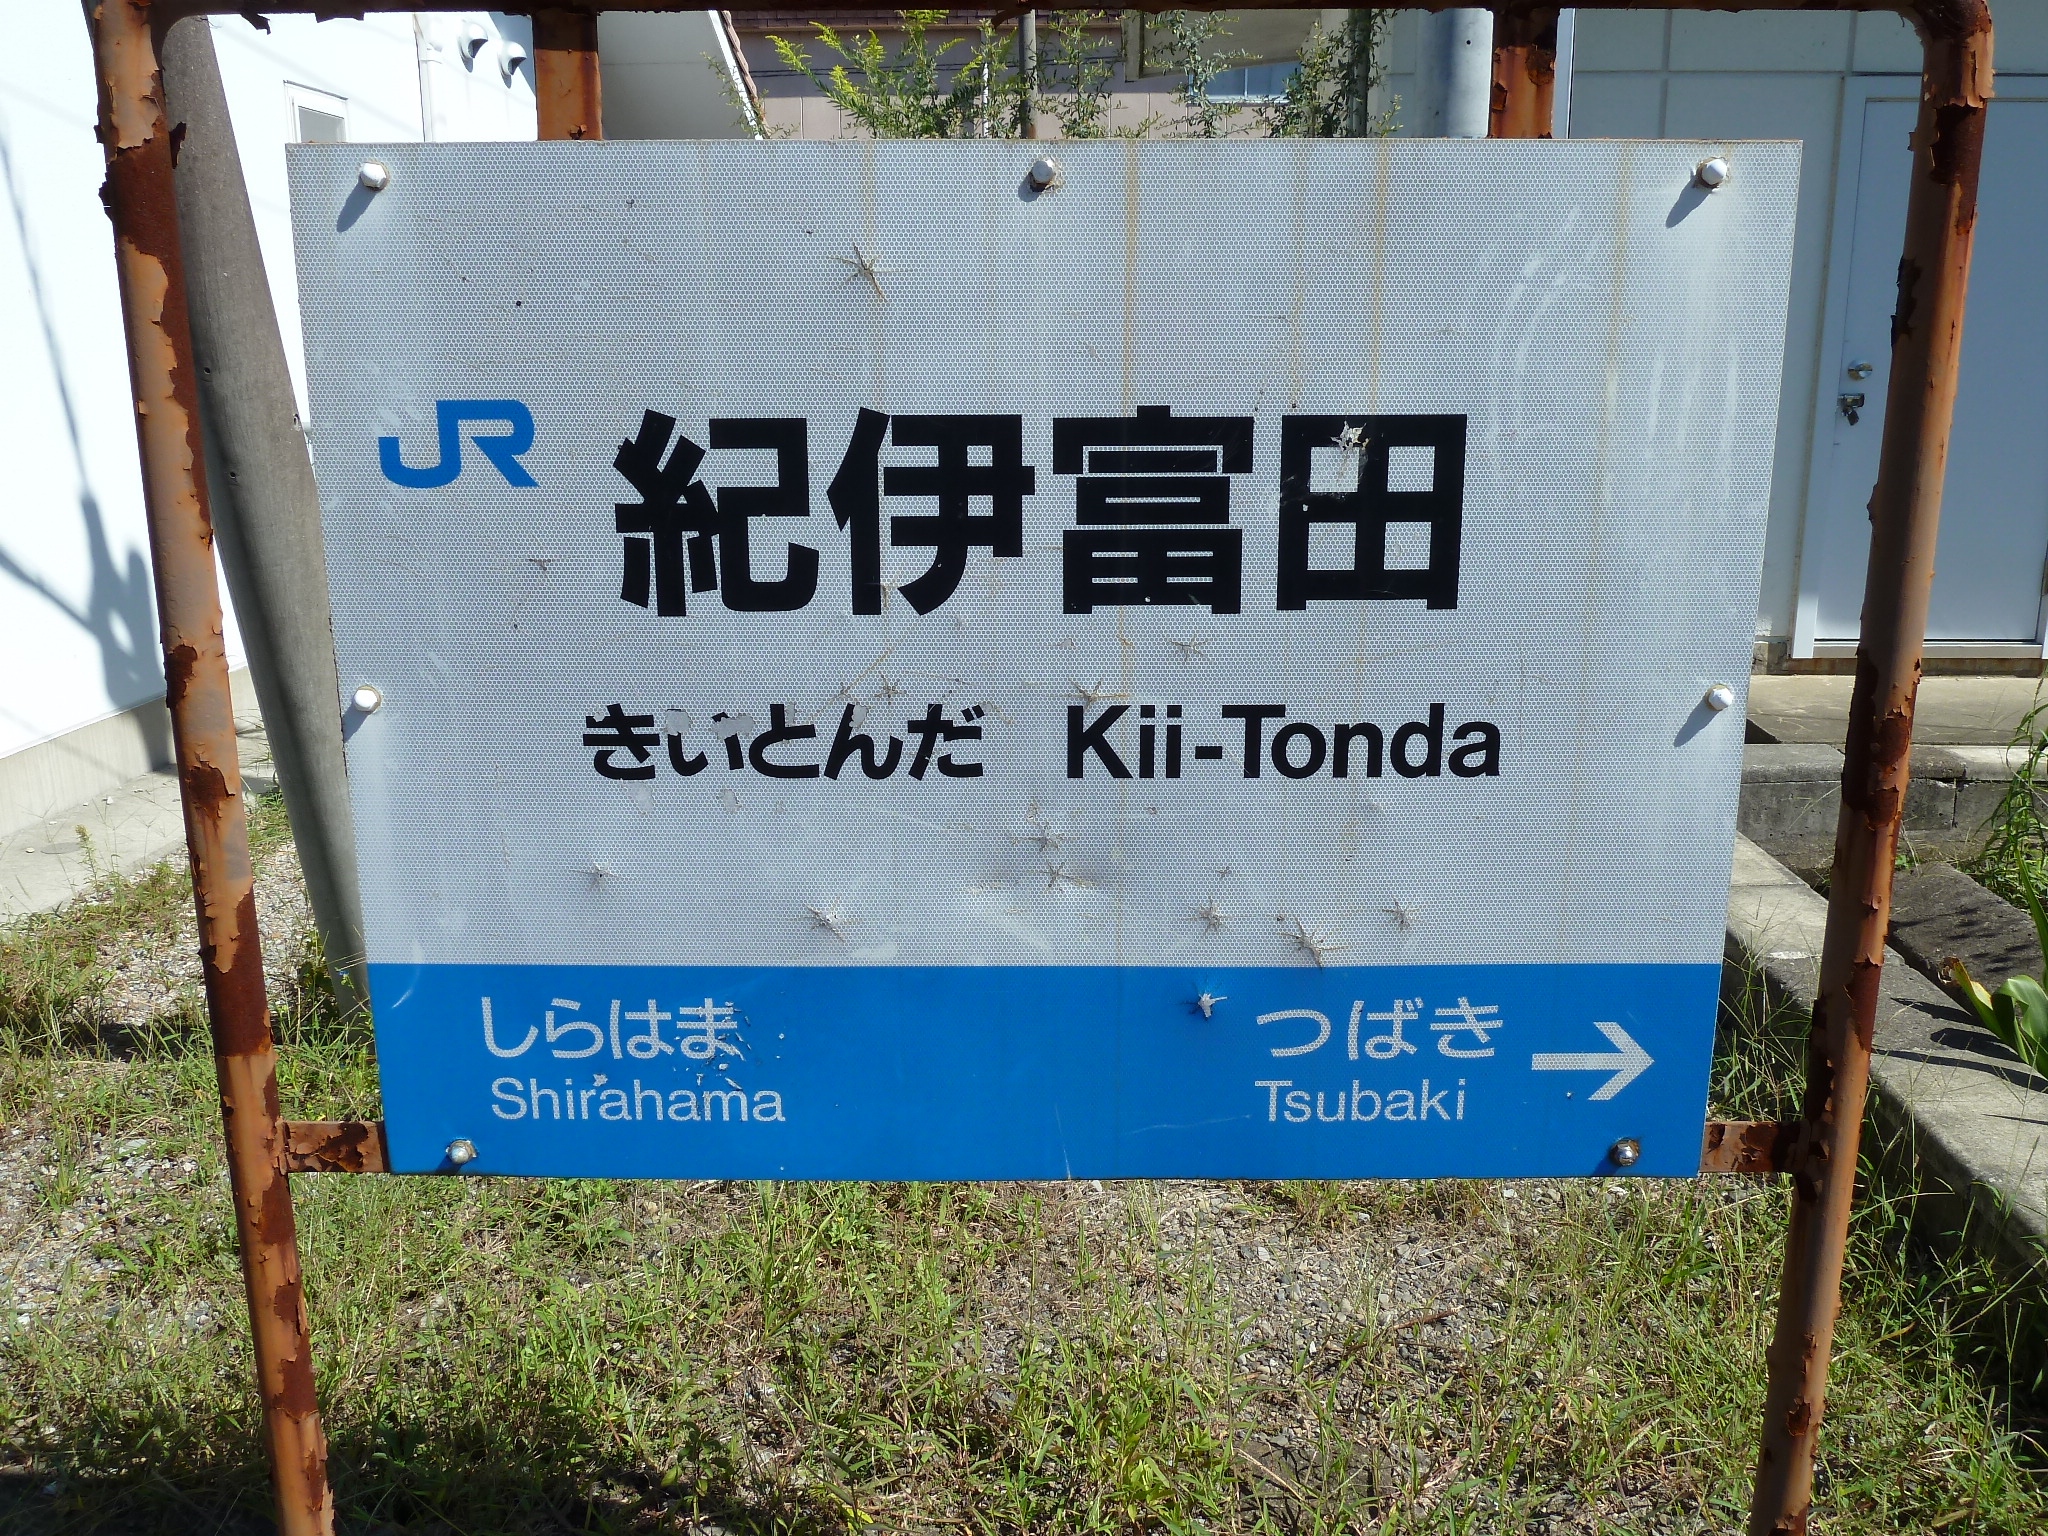 JR 紀伊富田
きいとんだ Kii-Tonda
しらはま つばき →
Shirahama Tsubaki